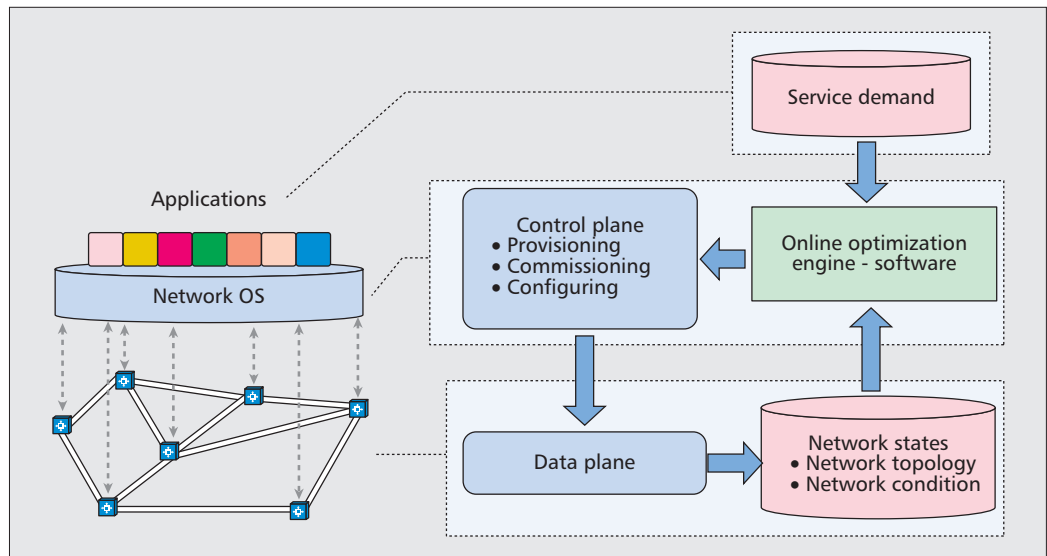 Service demand
Applications
Network OS
Control plane
• Provisioning
• Commissioning
• Configuring
Online optimization
engine - software
Data plane
Network states
• Network topology
• Network condition